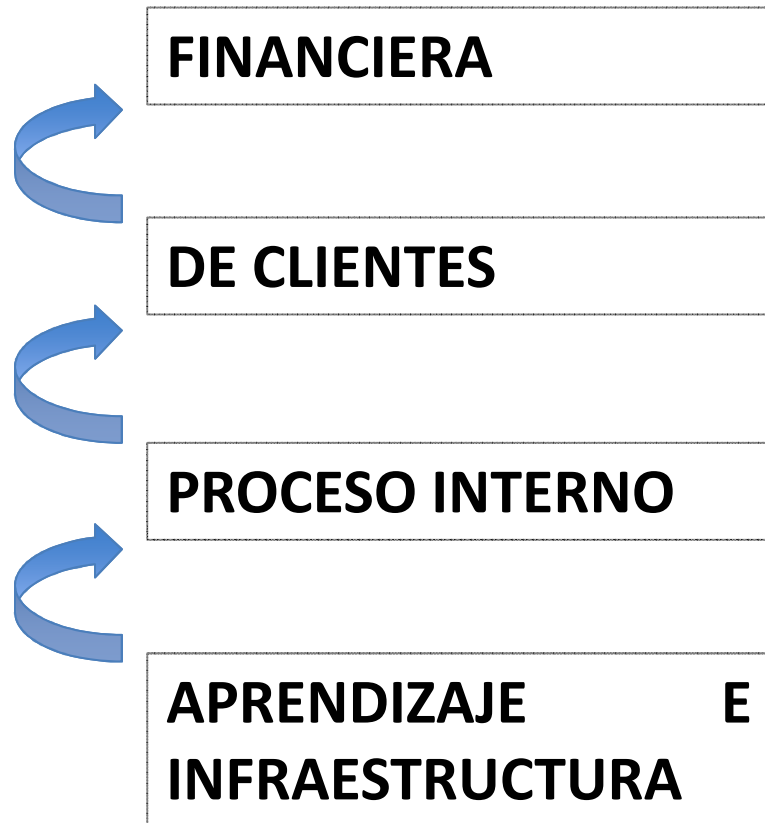 FINANCIERA
DE CLIENTES
PROCESO INTERNO
APRENDIZAJE E
INFRAESTRUCTURA